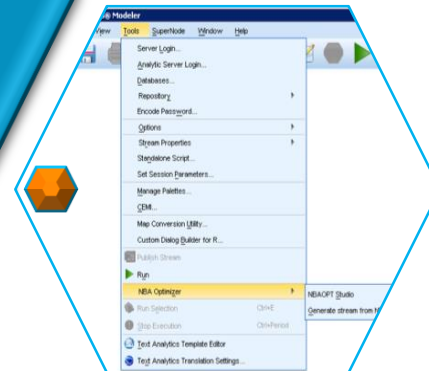 Modeler
View Tools SuperNode Window Help
Server Login...
Analytic Server Login...
Databases...
Repository
Encode Password...
Options
Stream Properties
Standalone Script...
Set Session Parameters...
Manage Palettes...
CEMI...
Map Conversion Utility...
Custom Dialog Builder for R...
Publish Stream
Run
NBA Optimizer
NBAOPT Studio
Generate stream from
Run Selection Ctrl+E
Stop Execution Ctrl+Period
Text Analytics Template Editor
Text Analytics Translation Settings...